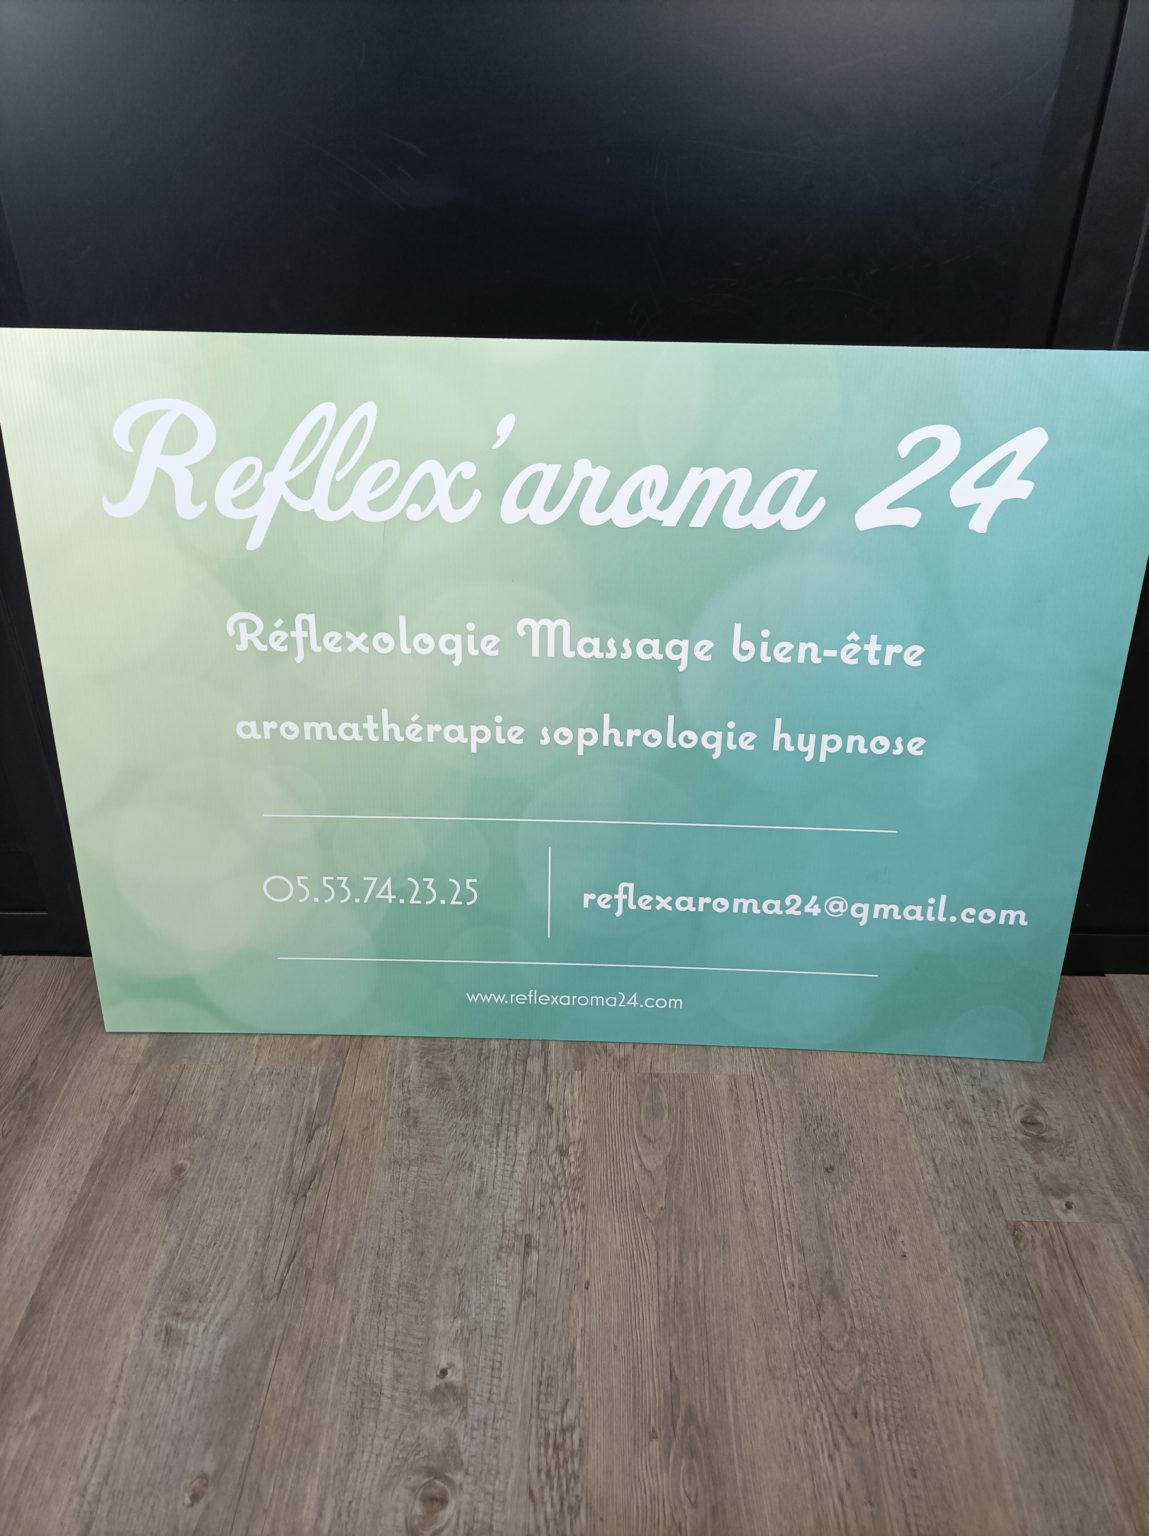 Reflex'aroma 24
Réflexologie Massage bien-être
aromathérapie sophrologie hypnose
05.53.74.23.25
reflexaroma24@gmail.com
www.reflexaroma24.com